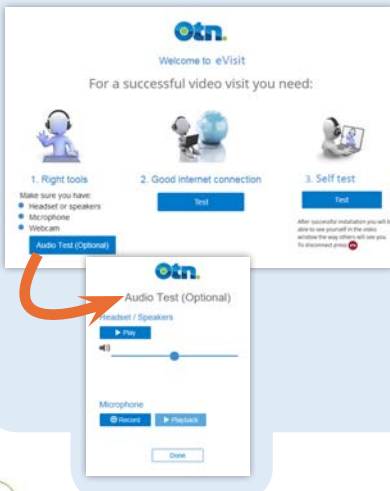 otn.
Welcome to eVisit
For a successful video visit you need:
1. Right tools
Make sure you have:
Headset or speakers
Microphone
Webcam
Audio Test (Optional)
2. Good internet connection
Test
3. Self test
Test
After successful installation you will be
able to see yourself in the video
window the way others will see you.
To disconnect press
otn.
Audio Test (Optional)
Headset / Speakers
Play
Microphone
Record Playback
Done